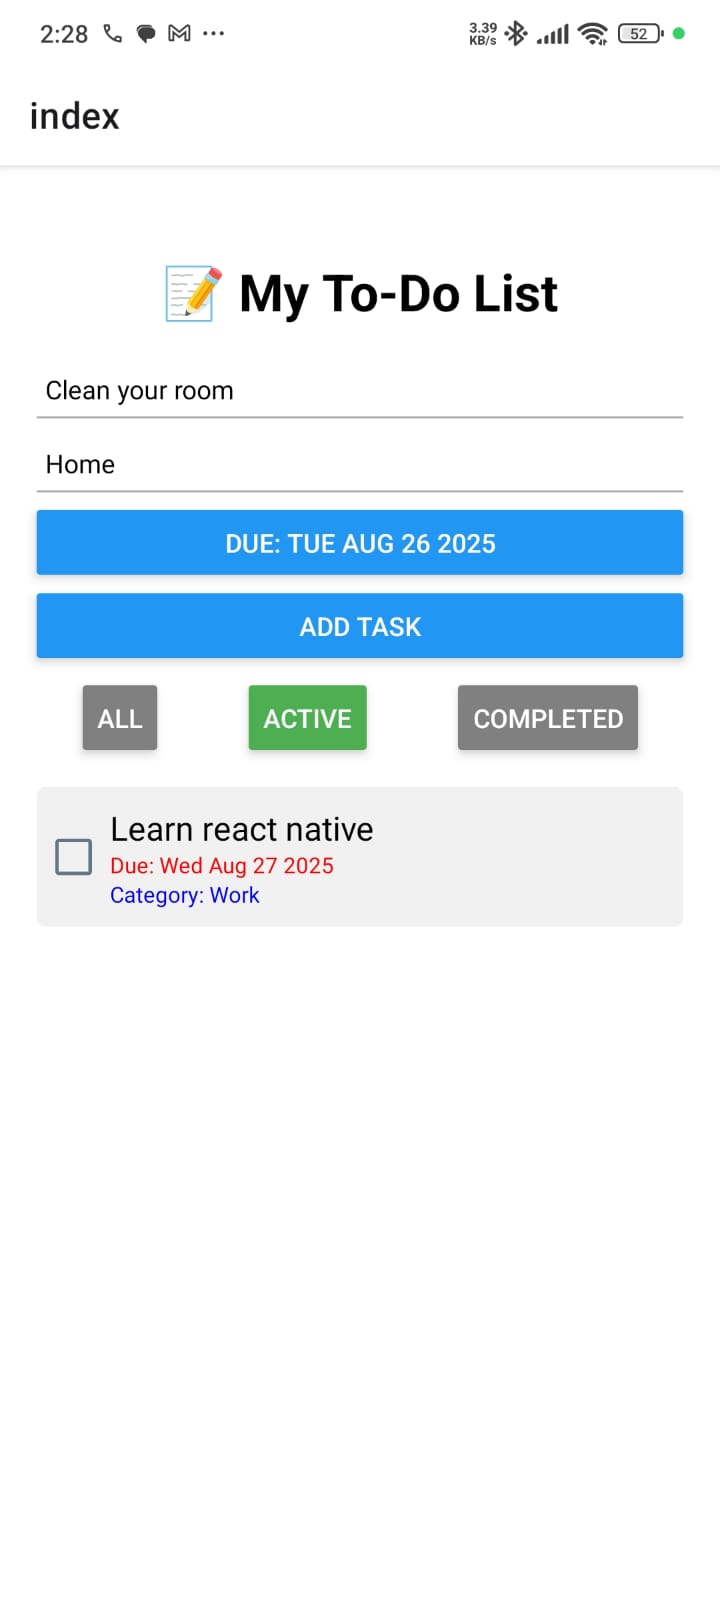 2:28 3.39 KB/s 52
index
📝 My To-Do List
Clean your room
Home
DUE: TUE AUG 26 2025
ADD TASK
ALL ACTIVE COMPLETED
Learn react native
Due: Wed Aug 27 2025
Category: Work